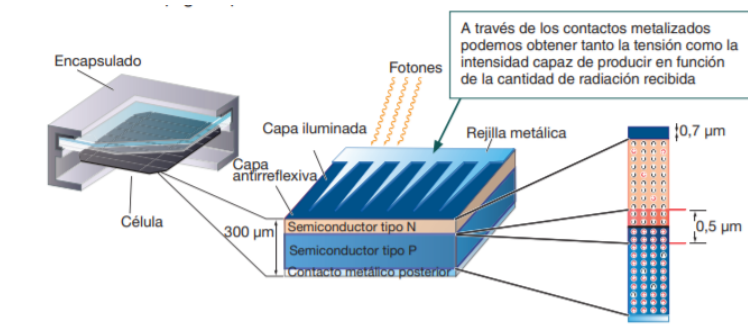 A través de los contactos metalizados
podemos obtener tanto la tensión como la
intensidad capaz de producir en función
de la cantidad de radiación recibida
Encapsulado
Fotones
Capa iluminada
Rejilla metálica
0,7 µm
Capa
antirreflexiva
Célula
300 µm
Semiconductor tipo N
0,5 µm
Semiconductor tipo P
Contacto metálico posterior